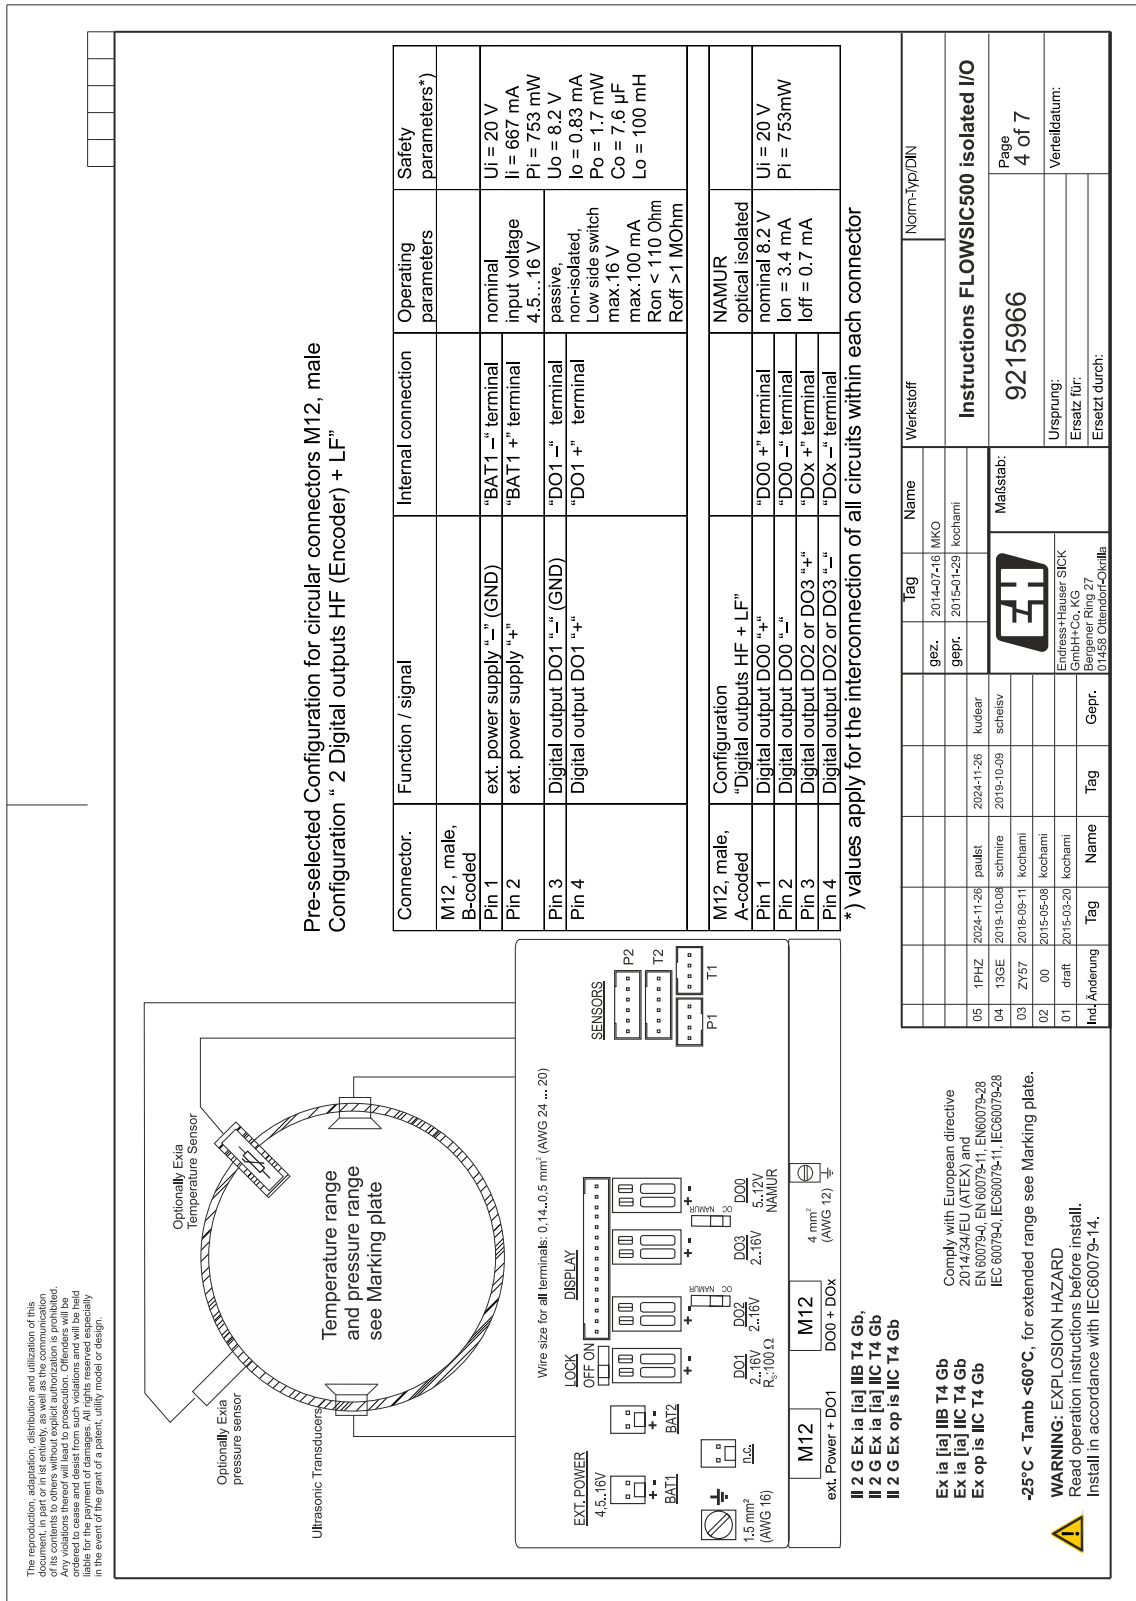 The reproduction, adaptation, distribution and utilization of this
document, in part or in ist entirety, as well as the communication
of its contents to others without explicit authorization is prohibited.
Any violations thereof will lead to prosecution. Offenders will be
ordered to cease and desist from such violations and will be held
liable for the payment of damages. All rights reserved especially
in the event of the grant of a patent, utility model or design.
Optionally Exia
Temperature Sensor
Optionally Exia
pressure sensor
Ultrasonic Transducers
Temperature range
and pressure range
see Marking plate
Wire size for all terminals: 0,14..0.5 mm² (AWG 24 ... 20)
SENSORS
P2
T2
P1
T1
DISPLAY
LOCK
OFF ON
EXT. POWER
4,5..16V
+ -
BAT1
+ -
BAT2
n.c.
1.5 mm²
(AWG 16)
+ -
DO1
2..16V
Rₛ:100 Ω
+ -
DO2
2..16V
OC NAMUR
+ -
DO3
2..16V
OC NAMUR
+ -
DO0
5..12V
NAMUR
4 mm²
(AWG 12)
M12
ext. Power + DO1
M12
DO0 + DOx
II 2 G Ex ia [ia] IIB T4 Gb,
II 2 G Ex ia [ia] IIC T4 Gb
II 2 G Ex op is IIC T4 Gb
Ex ia [ia] IIB T4 Gb
Ex ia [ia] IIC T4 Gb
Ex op is IIC T4 Gb
Comply with European directive
2014/34/EU (ATEX) and
EN 60079-0, EN 60079-11, EN60079-28
IEC 60079-0, IEC60079-11, IEC60079-28
-25°C < Tamb <60°C, for extended range see Marking plate.
WARNING: EXPLOSION HAZARD
Read operation instructions before install.
Install in accordance with IEC60079-14.
Pre-selected Configuration for circular connectors M12, male
Configuration “ 2 Digital outputs HF (Encoder) + LF”
Connector. Function / signal Internal connection Operating parameters Safety parameters*)
M12 , male, B-coded
Pin 1 ext. power supply “–” (GND) “BAT1 –“ terminal
Pin 2 ext. power supply “+” “BAT1 +” terminal
nominal
input voltage
4.5…16 V
Pin 3 Digital output DO1 “–“ (GND) “DO1 –“ terminal
Pin 4 Digital output DO1 “+“ “DO1 +” terminal
passive,
non-isolated,
Low side switch
max.16 V
max.100 mA
Ron < 110 Ohm
Roff >1 MOhm
Ui = 20 V
Ii = 667 mA
Pi = 753 mW
Uo = 8.2 V
Io = 0.83 mA
Po = 1.7 mW
Co = 7.6 µF
Lo = 100 mH
M12, male, A-coded
Configuration
“Digital outputs HF + LF”
NAMUR
optical isolated
Pin 1 Digital output DO0 “+“ “DO0 +” terminal
Pin 2 Digital output DO0 “–“ “DO0 –“ terminal
Pin 3 Digital output DO2 or DO3 “+“ “DOx +” terminal
Pin 4 Digital output DO2 or DO3 “–“ “DOx –“ terminal
nominal 8.2 V
Ion = 3.4 mA
Ioff = 0.7 mA
Ui = 20 V
Pi = 753mW
*) values apply for the interconnection of all circuits within each connector
05 1PHZ 2024-11-26 paulst 2024-11-26 kudear
04 13GE 2019-10-08 schmire 2019-10-09 scheisv
03 ZY57 2018-09-11 kochami
02 00 2015-05-08 kochami
01 draft 2015-03-20 kochami
Ind. Änderung Tag Name Tag Gepr.
Tag Name
gez. 2014-07-16 MKO
gepr. 2015-01-29 kochami
EH
Endress+Hauser SICK
GmbH+Co. KG
Bergener Ring 27
01458 Ottendorf-Okrilla
Maßstab:
Werkstoff
Norm-Typ/DIN
Instructions FLOWSIC500 isolated I/O
9215966
Page
4 of 7
Ursprung:
Ersatz für:
Ersetzt durch:
Verteildatum: